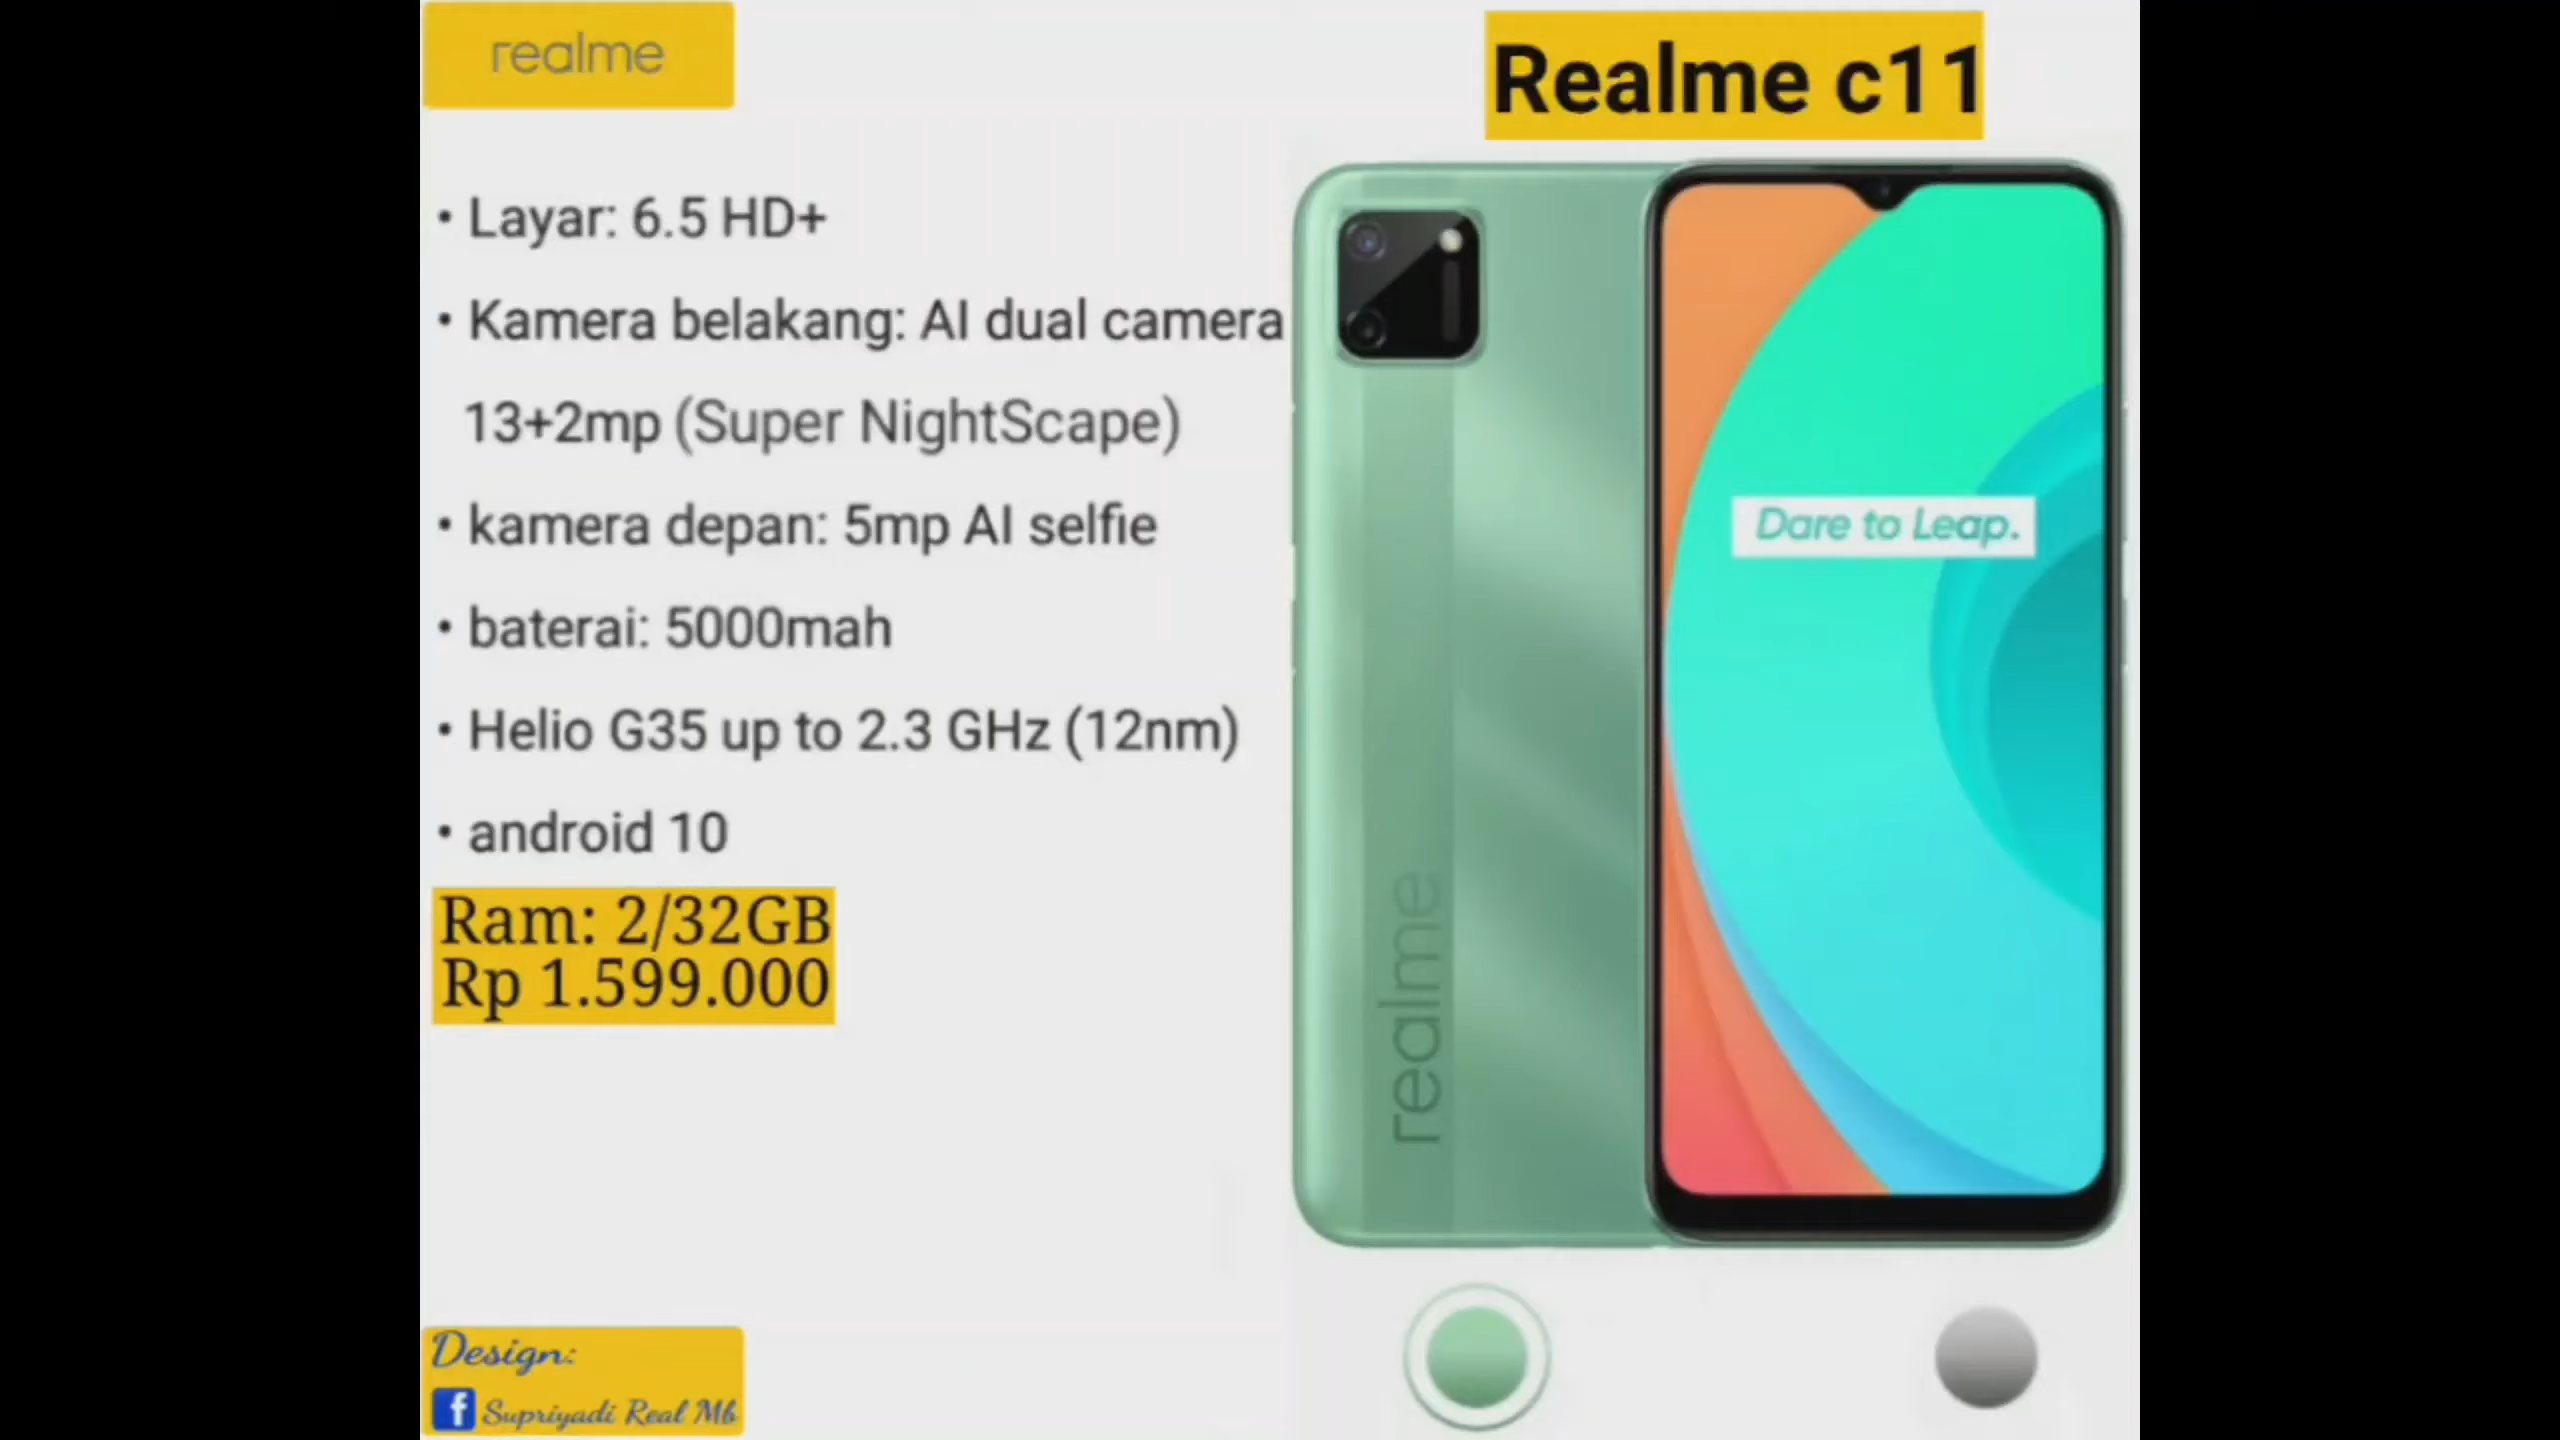 realme
Realme c11
• Layar: 6.5 HD+
• Kamera belakang: AI dual camera
13+2mp (Super NightScape)
• kamera depan: 5mp AI selfie
• baterai: 5000mah
• Helio G35 up to 2.3 GHz (12nm)
• android 10
Ram: 2/32GB
Rp 1.599.000
realme
Dare to Leap.
Design:
f Supriyadi Real Mb